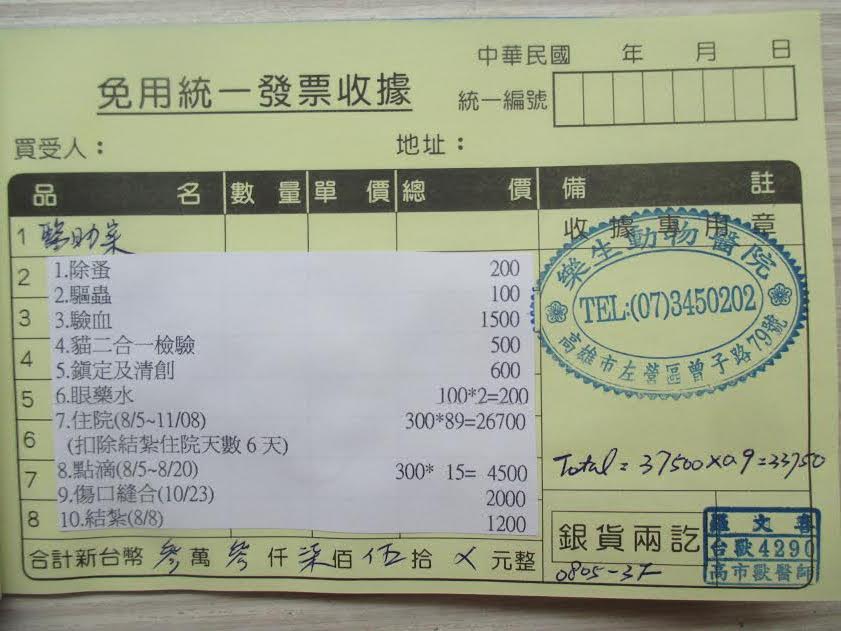 中華民國 年 月 日
免用統一發票收據
統一編號
買受人：
地址：
品名 數量 單價 總價 備註
1 醫助案
收據專用章
樂生動物醫院
TEL:(07)3450202
高雄市左營區曾子路79號
2
3
4
5
6
7
8
1.除蚤 200
2.驅蟲 100
3.驗血 1500
4.貓二合一檢驗 500
5.鎮定及清創 600
6.眼藥水 100*2=200
7.住院(8/5~11/08) 300*89=26700
(扣除結紮住院天數6天)
8.點滴(8/5~8/20) 300* 15= 4500
9.傷口縫合(10/23) 2000
10.結紮(8/8) 1200
Total = 37500×0.9=33750
銀貨兩訖
0805-37
台獸4290
高市獸醫師
合計新台幣 參萬 參仟 柒佰 伍拾 × 元整